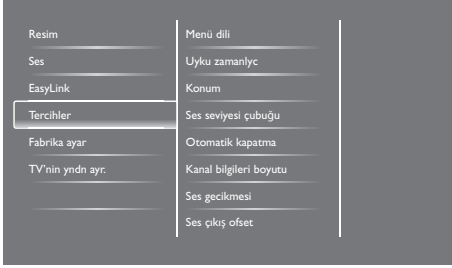 Resim
Ses
EasyLink
Tercihler
Fabrika ayar
TV'nin yndn ayr.
Menü dili
Uyku zamanlyc
Konum
Ses seviyesi çubuğu
Otomatik kapatma
Kanal bilgileri boyutu
Ses gecikmesi
Ses çıkış ofset